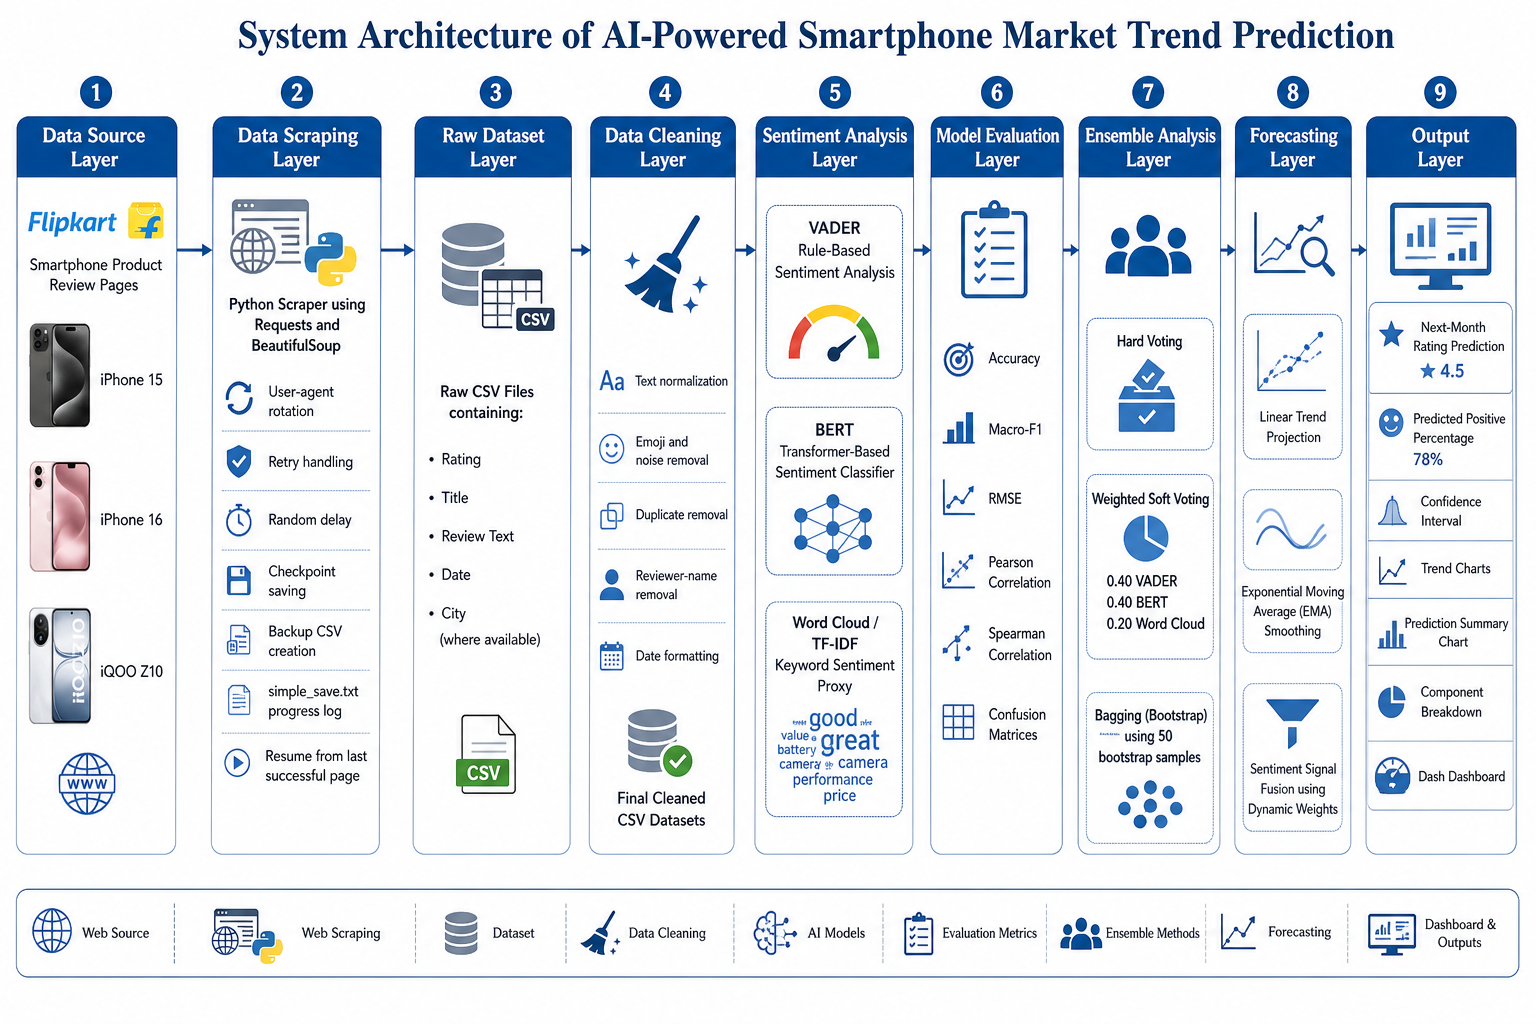 System Architecture of AI-Powered Smartphone Market Trend Prediction
1
Data Source
Layer
Flipkart
Smartphone Product
Review Pages
iPhone 15
iPhone 16
iQOO Z10
WWW
2
Data Scraping
Layer
Python Scraper using
Requests and
BeautifulSoup
User-agent
rotation
Retry handling
Random delay
Checkpoint
saving
Backup CSV
creation
simple_save.txt
progress log
Resume from last
successful page
3
Raw Dataset
Layer
CSV
Raw CSV Files
containing:
• Rating
• Title
• Review Text
• Date
• City
(where available)
CSV
4
Data Cleaning
Layer
Aa Text normalization
Emoji and
noise removal
Duplicate removal
Reviewer-name
removal
Date formatting
Final Cleaned
CSV Datasets
5
Sentiment Analysis
Layer
VADER
Rule-Based
Sentiment Analysis
BERT
Transformer-Based
Sentiment Classifier
Word Cloud /
TF-IDF
Keyword Sentiment
Proxy
good
value
great
battery
camera
camera
performance
price
6
Model Evaluation
Layer
Accuracy
Macro-F1
RMSE
Pearson
Correlation
Spearman
Correlation
Confusion
Matrices
7
Ensemble Analysis
Layer
Hard Voting
Weighted Soft Voting
0.40 VADER
0.40 BERT
0.20 Word Cloud
Bagging (Bootstrap)
using 50
bootstrap samples
8
Forecasting
Layer
Linear Trend
Projection
Exponential Moving
Average (EMA)
Smoothing
Sentiment Signal
Fusion using
Dynamic Weights
9
Output
Layer
Next-Month
Rating Prediction
★ 4.5
Predicted Positive
Percentage
78%
Confidence
Interval
Trend Charts
Prediction Summary
Chart
Component
Breakdown
Dash Dashboard
Web Source
Web Scraping
Dataset
Data Cleaning
AI Models
Evaluation Metrics
Ensemble Methods
Forecasting
Dashboard &
Outputs